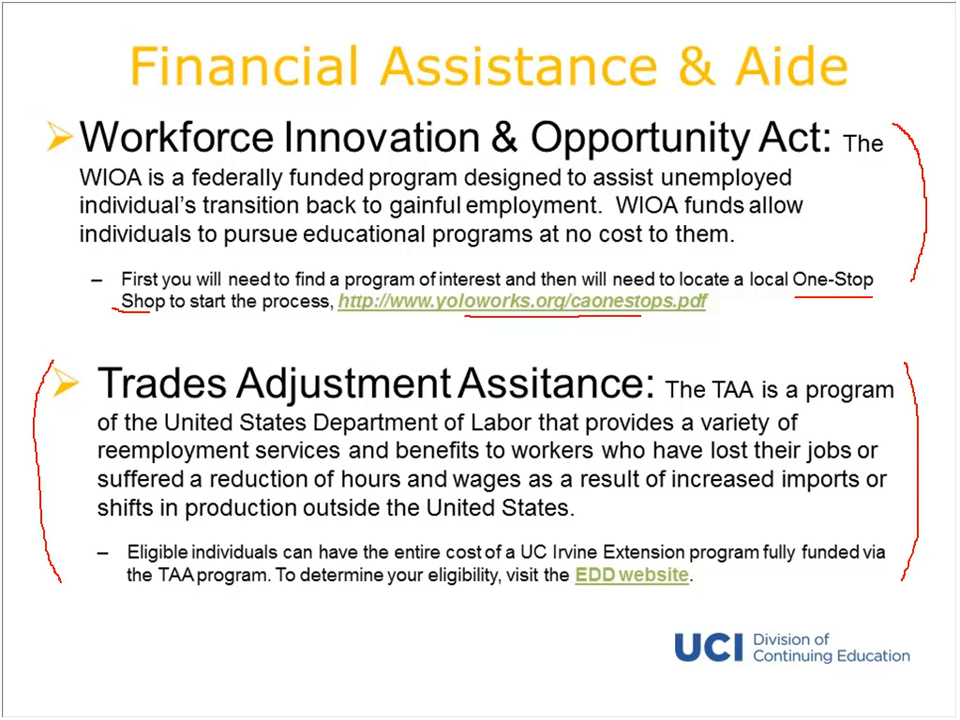 Financial Assistance & Aide
Workforce Innovation & Opportunity Act: The
WIOA is a federally funded program designed to assist unemployed
individual's transition back to gainful employment. WIOA funds allow
individuals to pursue educational programs at no cost to them.
– First you will need to find a program of interest and then will need to locate a local One-Stop
Shop to start the process, http://www.yoloworks.org/caonestops.pdf
Trades Adjustment Assitance: The TAA is a program
of the United States Department of Labor that provides a variety of
reemployment services and benefits to workers who have lost their jobs or
suffered a reduction of hours and wages as a result of increased imports or
shifts in production outside the United States.
– Eligible individuals can have the entire cost of a UC Irvine Extension program fully funded via
the TAA program. To determine your eligibility, visit the EDD website.
UCI Division of
Continuing Education